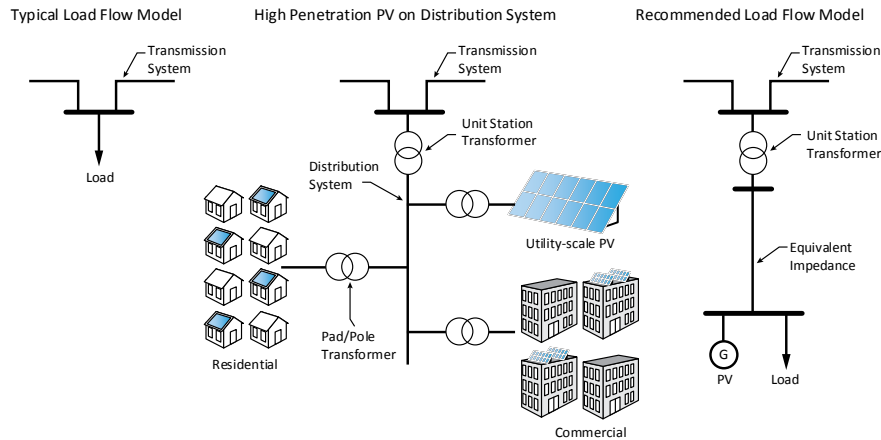 Typical Load Flow Model
Transmission
System
Load
High Penetration PV on Distribution System
Transmission
System
Unit Station
Transformer
Distribution
System
Utility-scale PV
Pad/Pole
Transformer
Residential
Commercial
Recommended Load Flow Model
Transmission
System
Unit Station
Transformer
Equivalent
Impedance
G
PV
Load